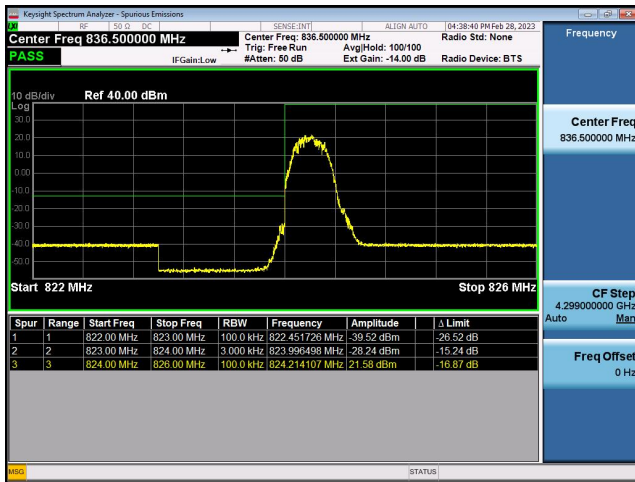 Keysight Spectrum Analyzer - Spurious Emissions
RF 50 Ω DC SENSE:INT ALIGN AUTO 04:38:40 PM Feb 28, 2023
Center Freq 836.500000 MHz
Center Freq: 836.500000 MHz Radio Std: None
Trig: Free Run Avg|Hold: 100/100
PASS IFGain:Low #Atten: 50 dB Ext Gain: -14.00 dB Radio Device: BTS
Frequency
10 dB/div Ref 40.00 dBm
Log
30.0
20.0
10.0
0.00
-10.0
-20.0
-30.0
-40.0
-50.0
Start 822 MHz Stop 826 MHz
Center Freq
836.500000 MHz
CF Step
4.299000000 GHz
Auto Man
Freq Offset
0 Hz
Spur Range Start Freq Stop Freq RBW Frequency Amplitude Δ Limit
1 1 822.00 MHz 823.00 MHz 100.0 kHz 822.451726 MHz -39.52 dBm -26.52 dB
2 2 823.00 MHz 824.00 MHz 3.000 kHz 823.996498 MHz -28.24 dBm -15.24 dB
3 3 824.00 MHz 826.00 MHz 100.0 kHz 824.214107 MHz 21.58 dBm -16.87 dB
MSG STATUS